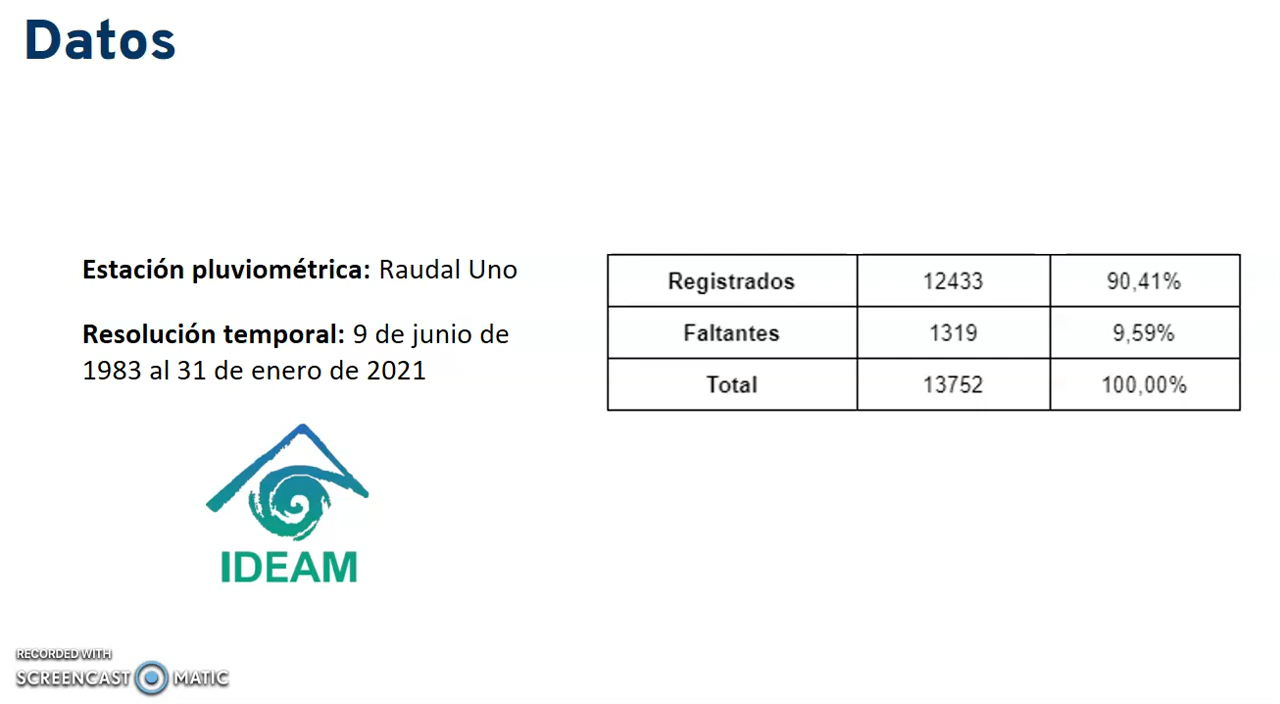 Datos
Estación pluviométrica: Raudal Uno
Resolución temporal: 9 de junio de
1983 al 31 de enero de 2021
Registrados 12433 90,41%
Faltantes 1319 9,59%
Total 13752 100,00%
IDEAM
RECORDED WITH
SCREENCAST MATIC